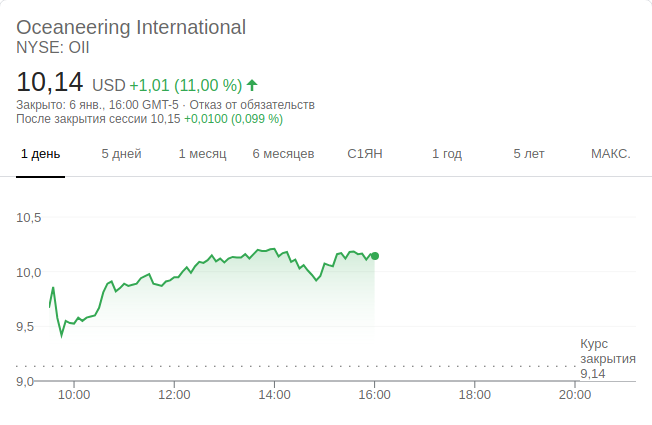 Oceaneering International
NYSE: OII
10,14 USD +1,01 (11,00 %)
Закрыто: 6 янв., 16:00 GMT-5 · Отказ от обязательств
После закрытия сессии 10,15 +0,0100 (0,099 %)
1 день 5 дней 1 месяц 6 месяцев С1ЯН 1 год 5 лет МАКС.
10,5
10,0
9,5
Курс
закрытия
9,14
9,0
10:00 12:00 14:00 16:00 18:00 20:00